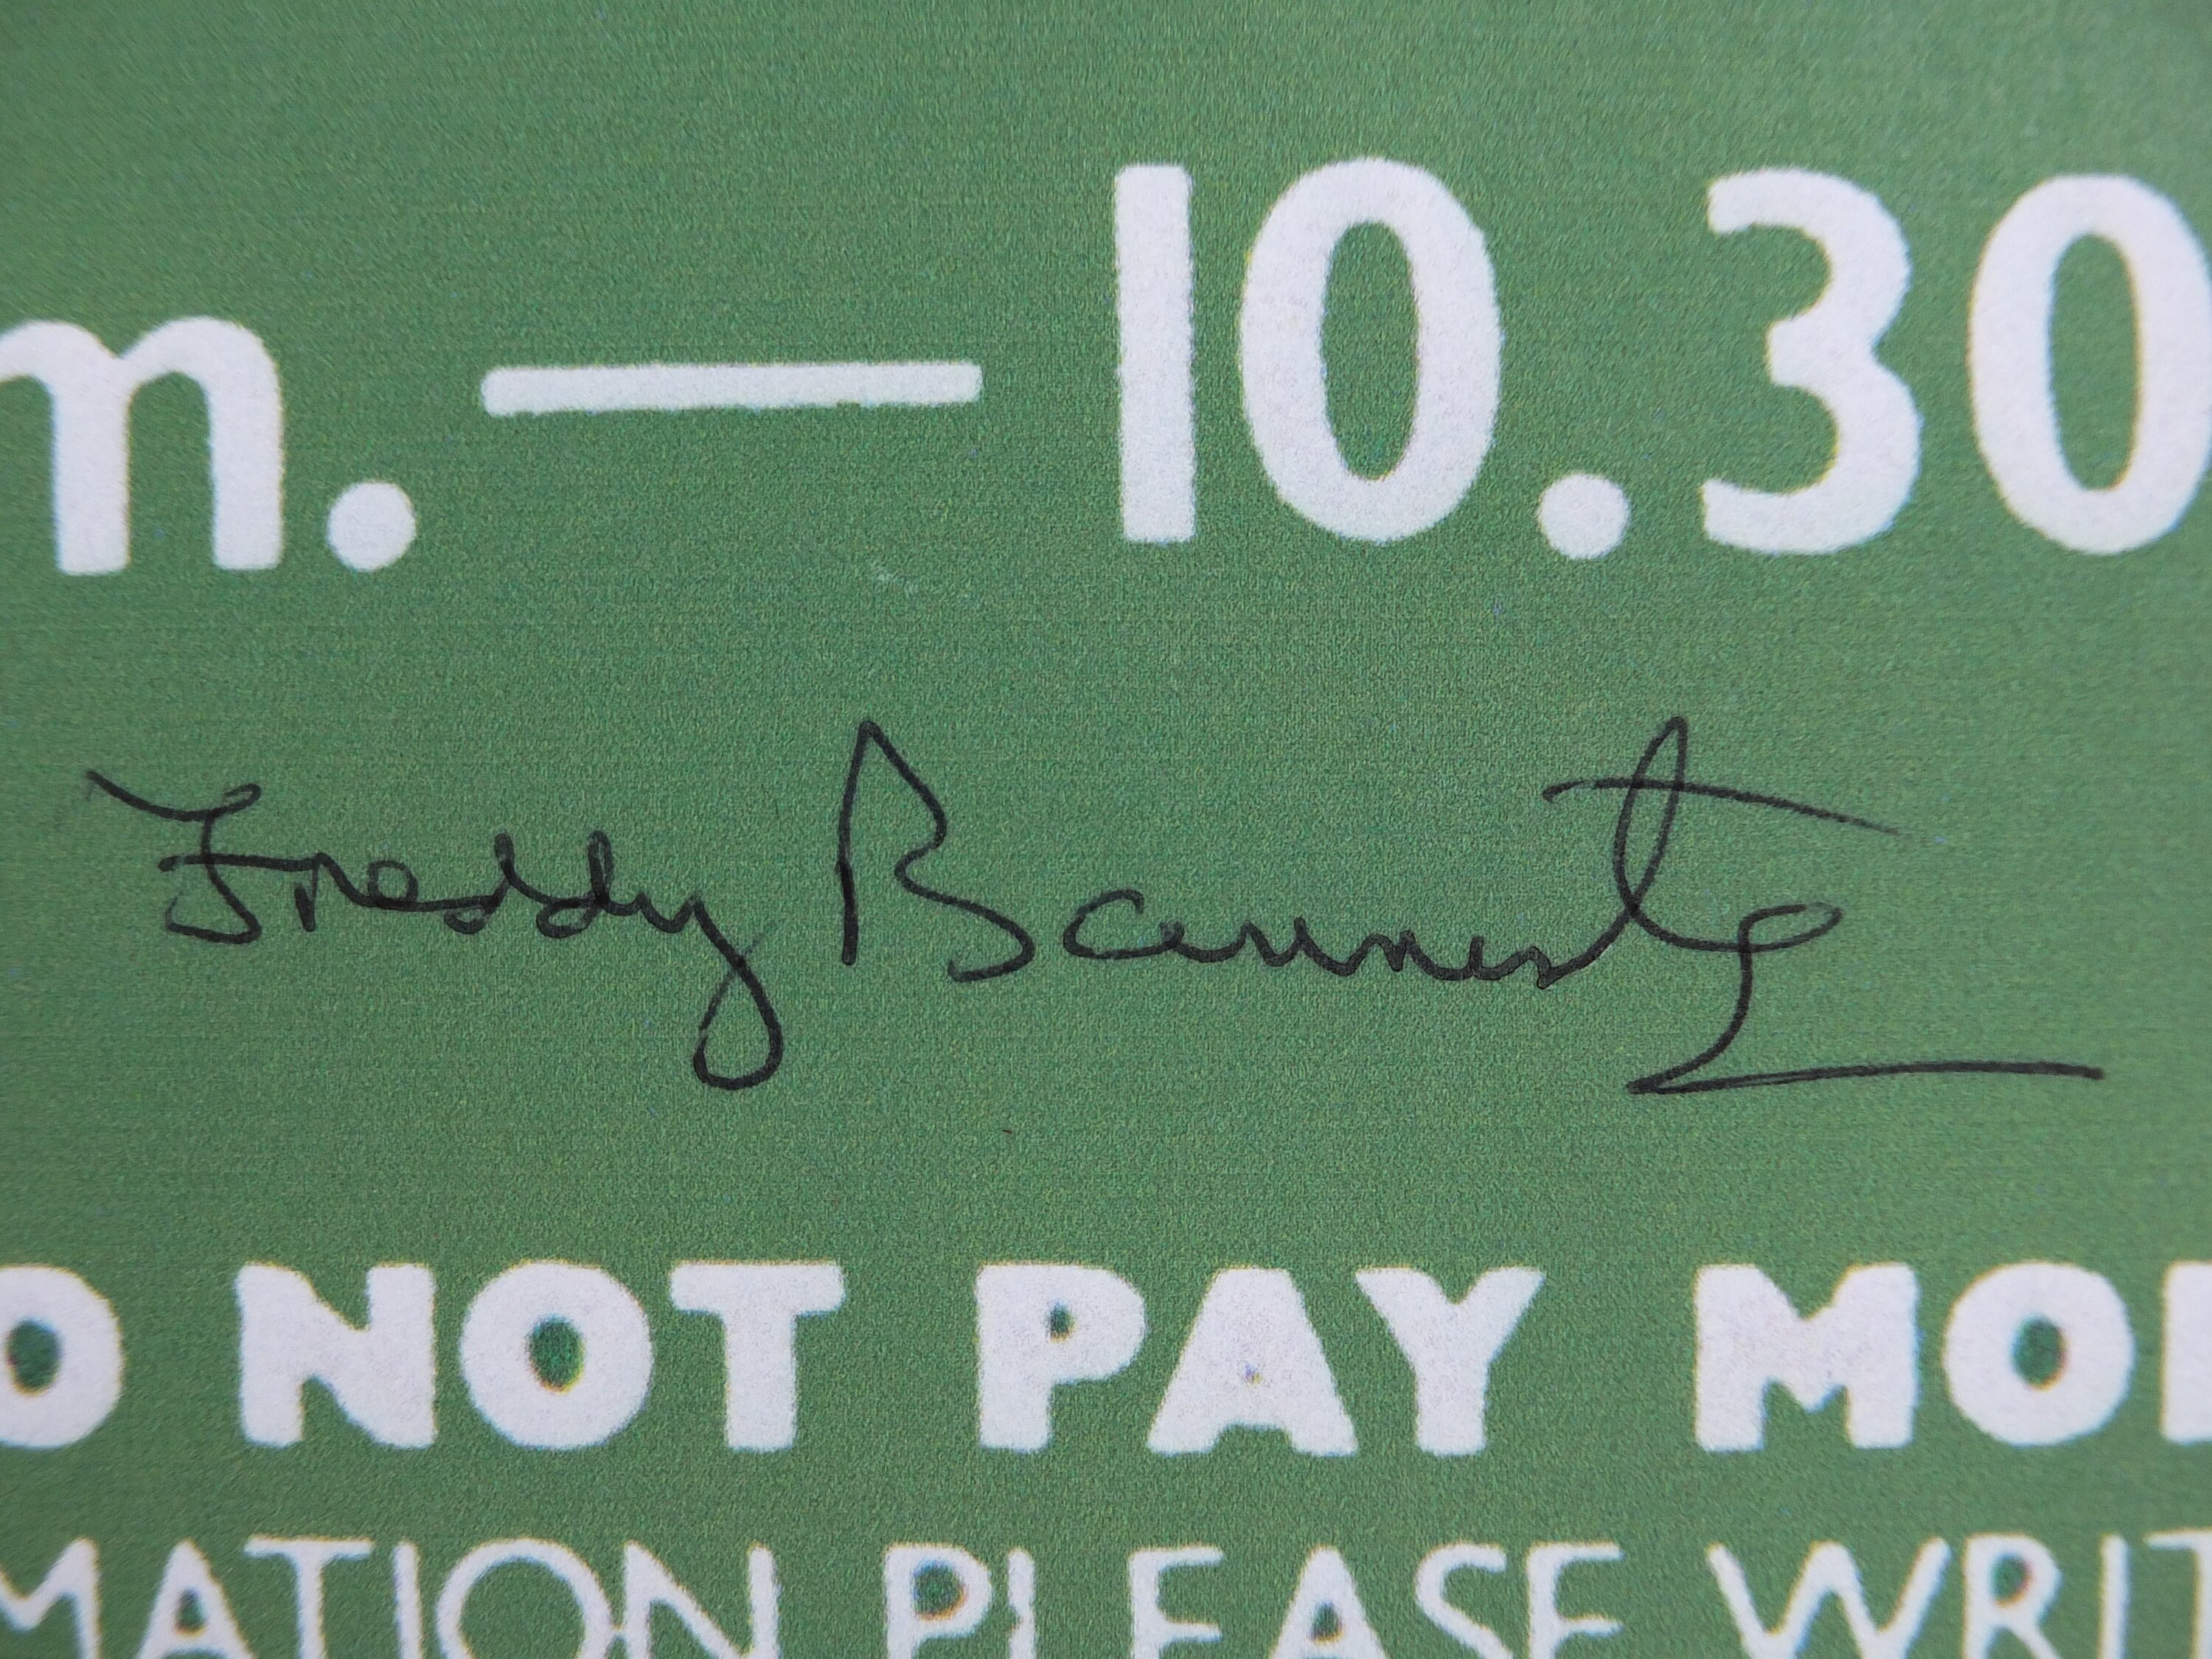 m. — 10.30
Freddy Bannister
O NOT PAY MO
MATION PLEASE WRIT